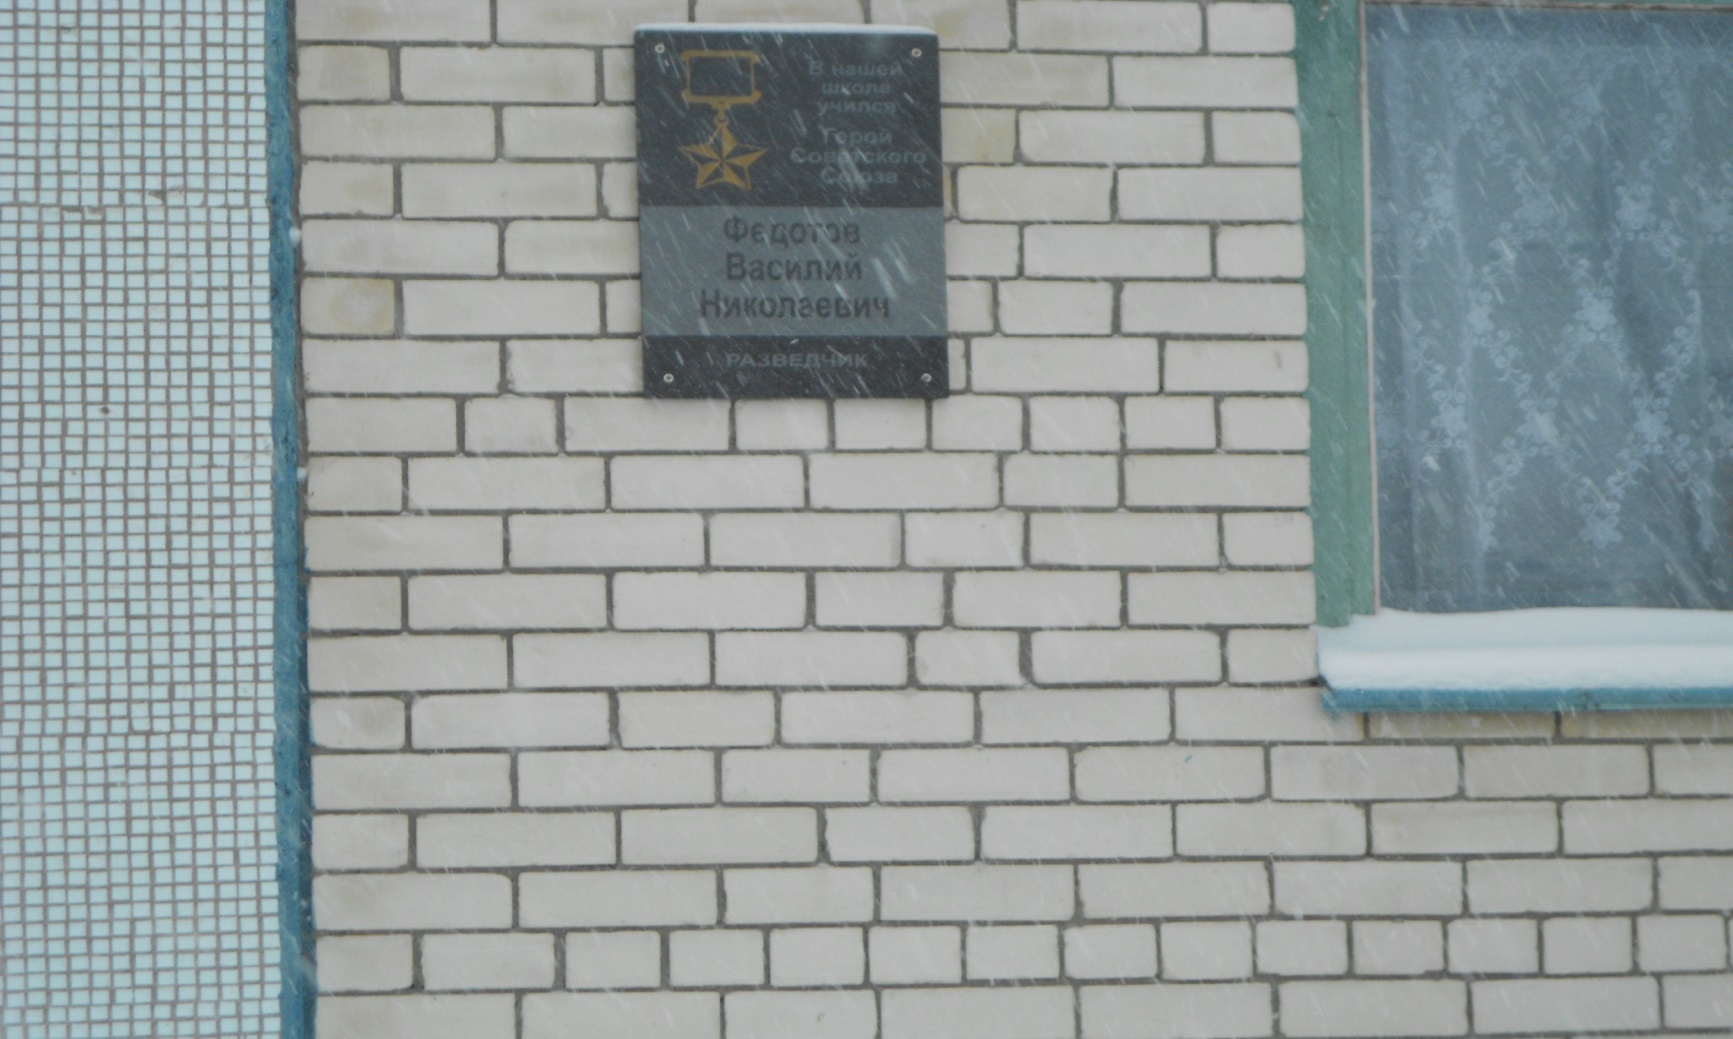 В нашей
школе
учился
Герой
Советского
Союза
Федотов
Василий
Николаевич
РАЗВЕДЧИК